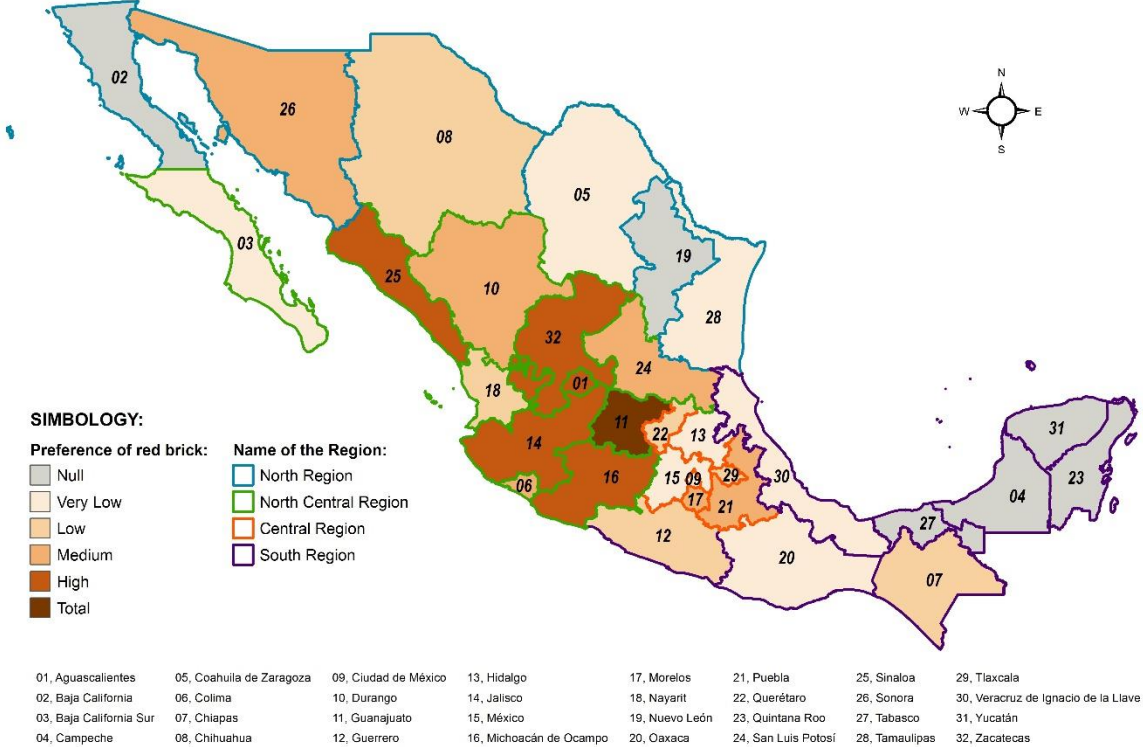 N
W E
S
02
26
08
05
03
19
25
10
28
32
24
18
01
11
22
13
31
14
15
09
29
30
23
06
16
17
21
04
27
12
20
07
SIMBOLOGY:
Preference of red brick:
Null
Very Low
Low
Medium
High
Total
Name of the Region:
North Region
North Central Region
Central Region
South Region
01, Aguascalientes
02, Baja California
03, Baja California Sur
04, Campeche
05, Coahuila de Zaragoza
06, Colima
07, Chiapas
08, Chihuahua
09, Ciudad de México
10, Durango
11, Guanajuato
12, Guerrero
13, Hidalgo
14, Jalisco
15, México
16, Michoacán de Ocampo
17, Morelos
18, Nayarit
19, Nuevo León
20, Oaxaca
21, Puebla
22, Querétaro
23, Quintana Roo
24, San Luis Potosí
25, Sinaloa
26, Sonora
27, Tabasco
28, Tamaulipas
29, Tlaxcala
30, Veracruz de Ignacio de la Llave
31, Yucatán
32, Zacatecas